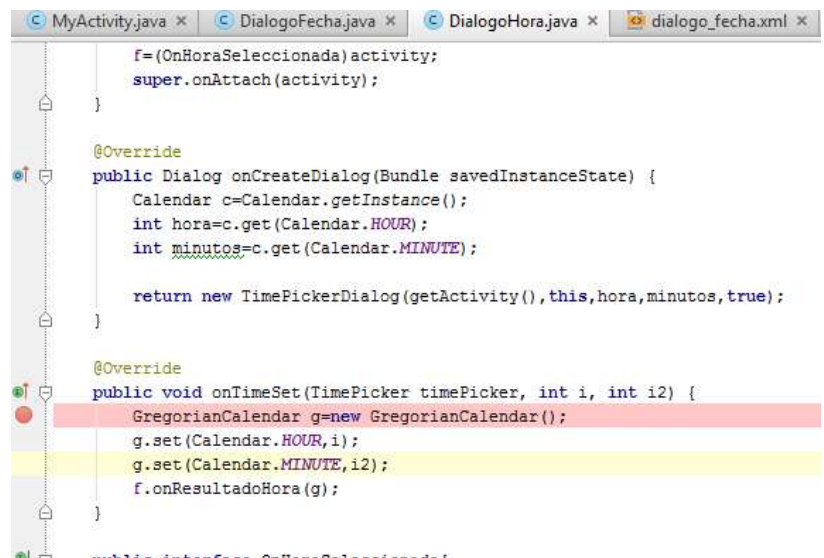 MyActivity.java × DialogoFecha.java × DialogoHora.java × dialogo_fecha.xml ×
f=(OnHoraSeleccionada)activity;
super.onAttach(activity);
}
@Override
public Dialog onCreateDialog(Bundle savedInstanceState) {
Calendar c=Calendar.getInstance();
int hora=c.get(Calendar.HOUR);
int minutos=c.get(Calendar.MINUTE);
return new TimePickerDialog(getActivity(),this,hora,minutos,true);
}
@Override
public void onTimeSet(TimePicker timePicker, int i, int i2) {
GregorianCalendar g=new GregorianCalendar();
g.set(Calendar.HOUR,i);
g.set(Calendar.MINUTE,i2);
f.onResultadoHora(g);
}
public interface OnHoraSeleccionada{